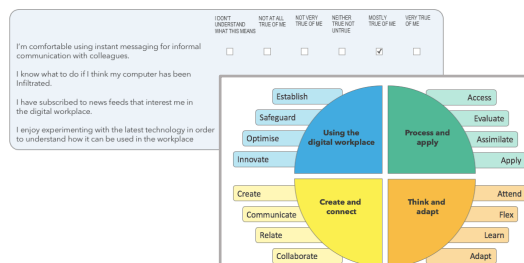 I DON'T
UNDERSTAND
WHAT THIS MEANS
NOT AT ALL
TRUE OF ME
NOT VERY
TRUE OF ME
NEITHER
TRUE NOT
UNTRUE
MOSTLY
TRUE OF ME
VERY TRUE
OF ME
I'm comfortable using instant messaging for informal
communication with colleagues.
I know what to do if I think my computer has been
Infiltrated.
I have subscribed to news feeds that interest me in
the digital workplace.
I enjoy experimenting with the latest technology in order
to understand how it can be used in the workplace
Establish
Safeguard
Optimise
Innovate
Using the
digital workplace
Process and
apply
Access
Evaluate
Assimilate
Apply
Create
Communicate
Relate
Collaborate
Create and
connect
Think and
adapt
Attend
Flex
Learn
Adapt